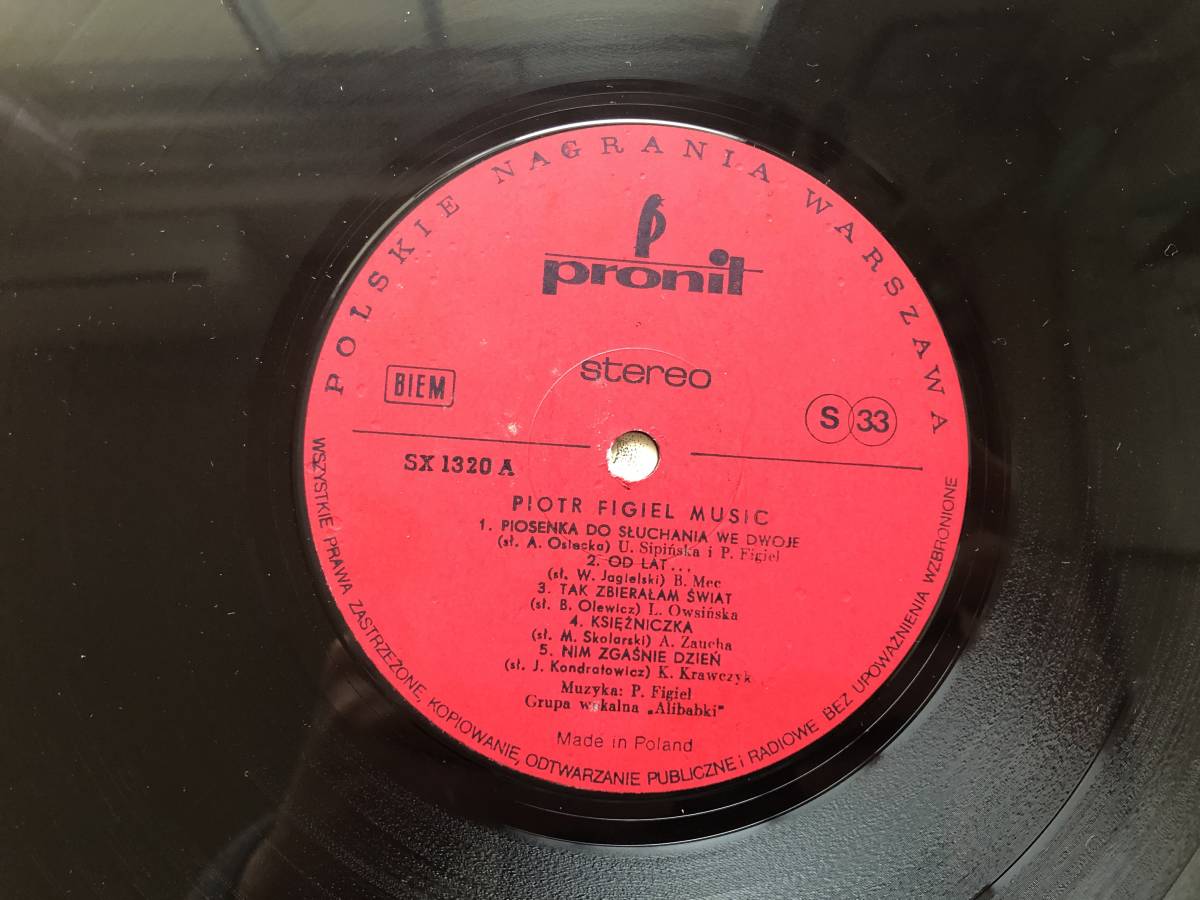 POLSKIE NAGRANIA WARSZAWA
pronit
stereo
BIEM
S 33
SX 1320 A
PIOTR FIGIEL MUSIC
1. PIOSENKA DO SŁUCHANIA WE DWOJE
(sł. A. Osiecka) U. Sipińska i P. Figiel
2. OD LAT...
(sł. W. Jagielski) B. Mec
3. TAK ZBIERAŁAM ŚWIAT
(sł. B. Olewicz) L. Owsińska
4. KSIĘŻNICZKA
(sł. M. Skolarski) A. Zaucha
5. NIM ZGAŚNIE DZIEŃ
(sł. J. Kondratowicz) K. Krawczyk
Muzyka: P. Figiel
Grupa wokalna „Alibabki"
Made in Poland
WSZYSTKIE PRAWA ZASTRZEŻONE, KOPIOWANIE, ODTWARZANIE PUBLICZNE i RADIOWE BEZ UPOWAŻNIENIA WZBRONIONE